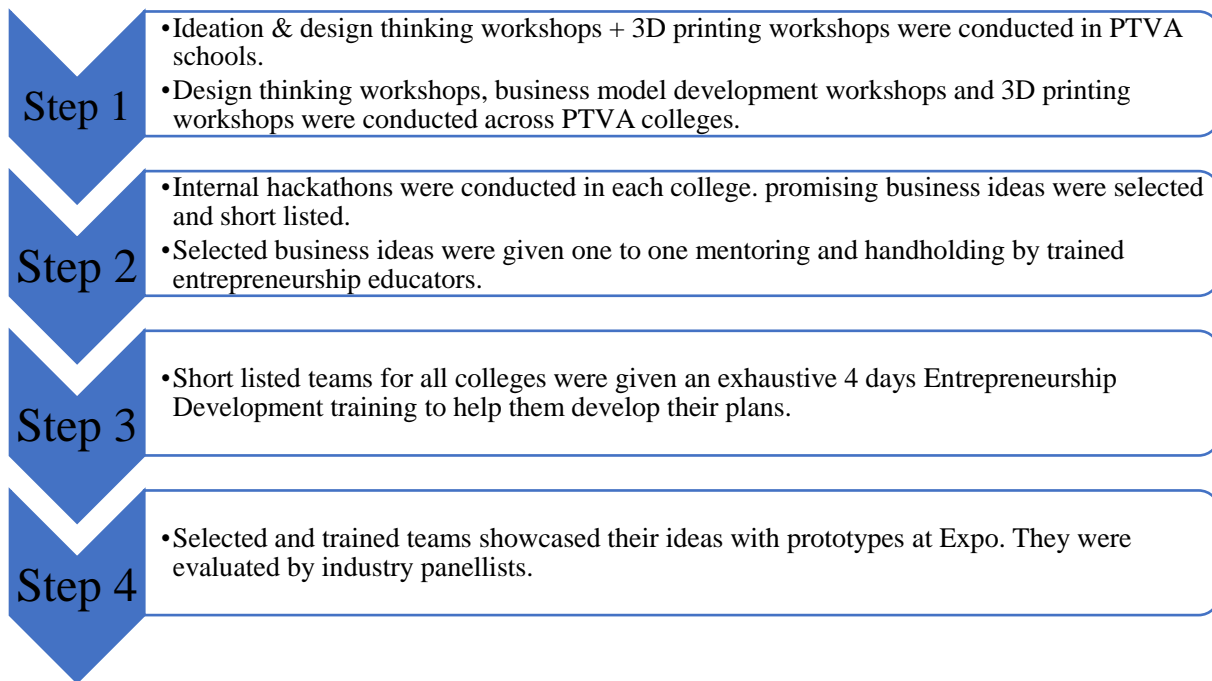 Step 1
•Ideation & design thinking workshops + 3D printing workshops were conducted in PTVA
schools.
•Design thinking workshops, business model development workshops and 3D printing
workshops were conducted across PTVA colleges.
Step 2
•Internal hackathons were conducted in each college. promising business ideas were selected
and short listed.
•Selected business ideas were given one to one mentoring and handholding by trained
entrepreneurship educators.
Step 3
•Short listed teams for all colleges were given an exhaustive 4 days Entrepreneurship
Development training to help them develop their plans.
Step 4
•Selected and trained teams showcased their ideas with prototypes at Expo. They were
evaluated by industry panellists.